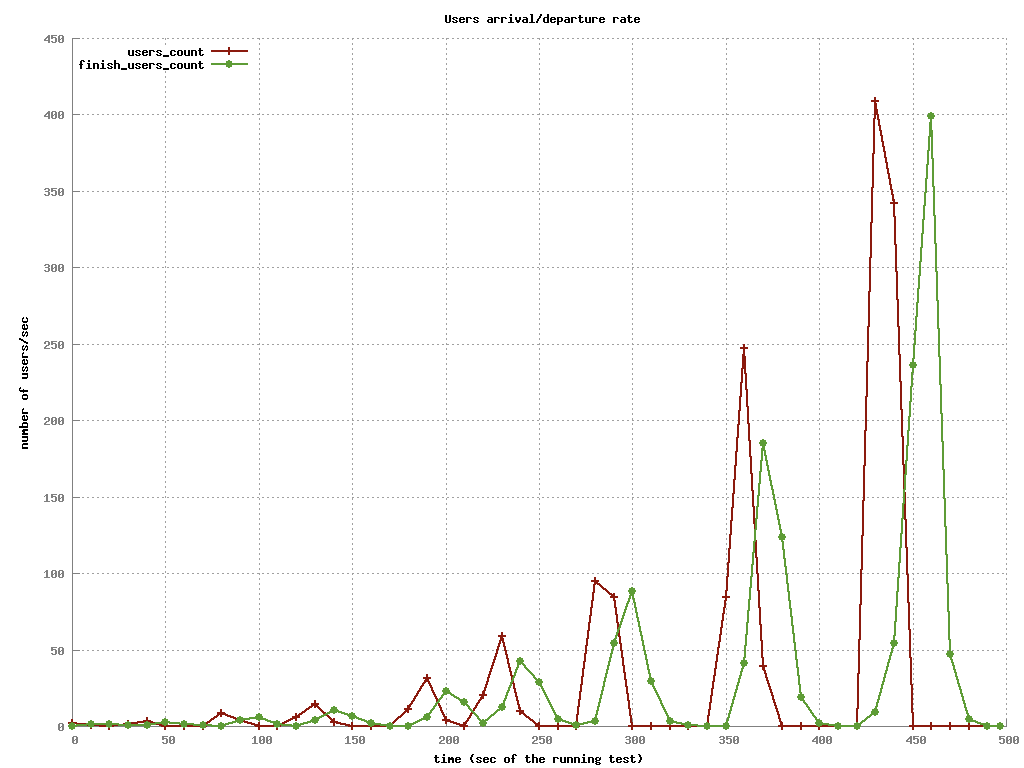 Users arrival/departure rate
450
users_count
finish_users_count
400
350
300
250
number of users/sec
200
150
100
50
0
0 50 100 150 200 250 300 350 400 450 500
time (sec of the running test)